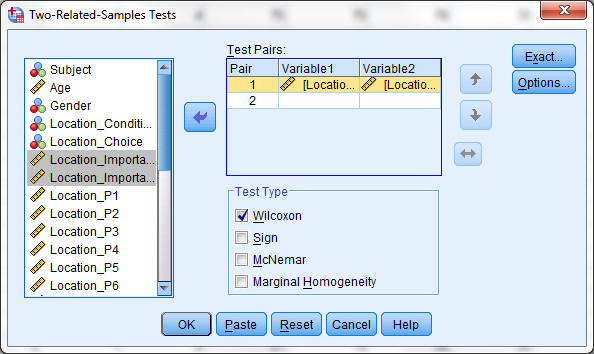 Two-Related-Samples Tests
Subject
Age
Gender
Location_Conditi...
Location_Choice
Location_Importa...
Location_Importa...
Location_P1
Location_P2
Location_P3
Location_P4
Location_P5
Location_P6
Test Pairs:
Pair Variable1 Variable2
1 [Locatio... [Locatio...
2
Exact...
Options...
Test Type
Wilcoxon
Sign
McNemar
Marginal Homogeneity
OK Paste Reset Cancel Help